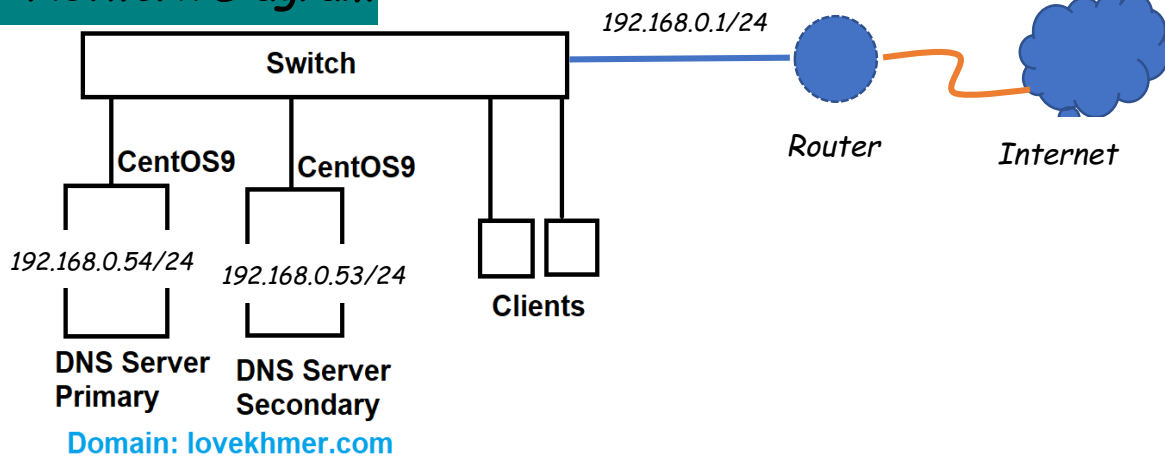 192.168.0.1/24
Switch
Router
Internet
CentOS9
CentOS9
192.168.0.54/24
192.168.0.53/24
Clients
DNS Server
Primary
DNS Server
Secondary
Domain: lovekhmer.com